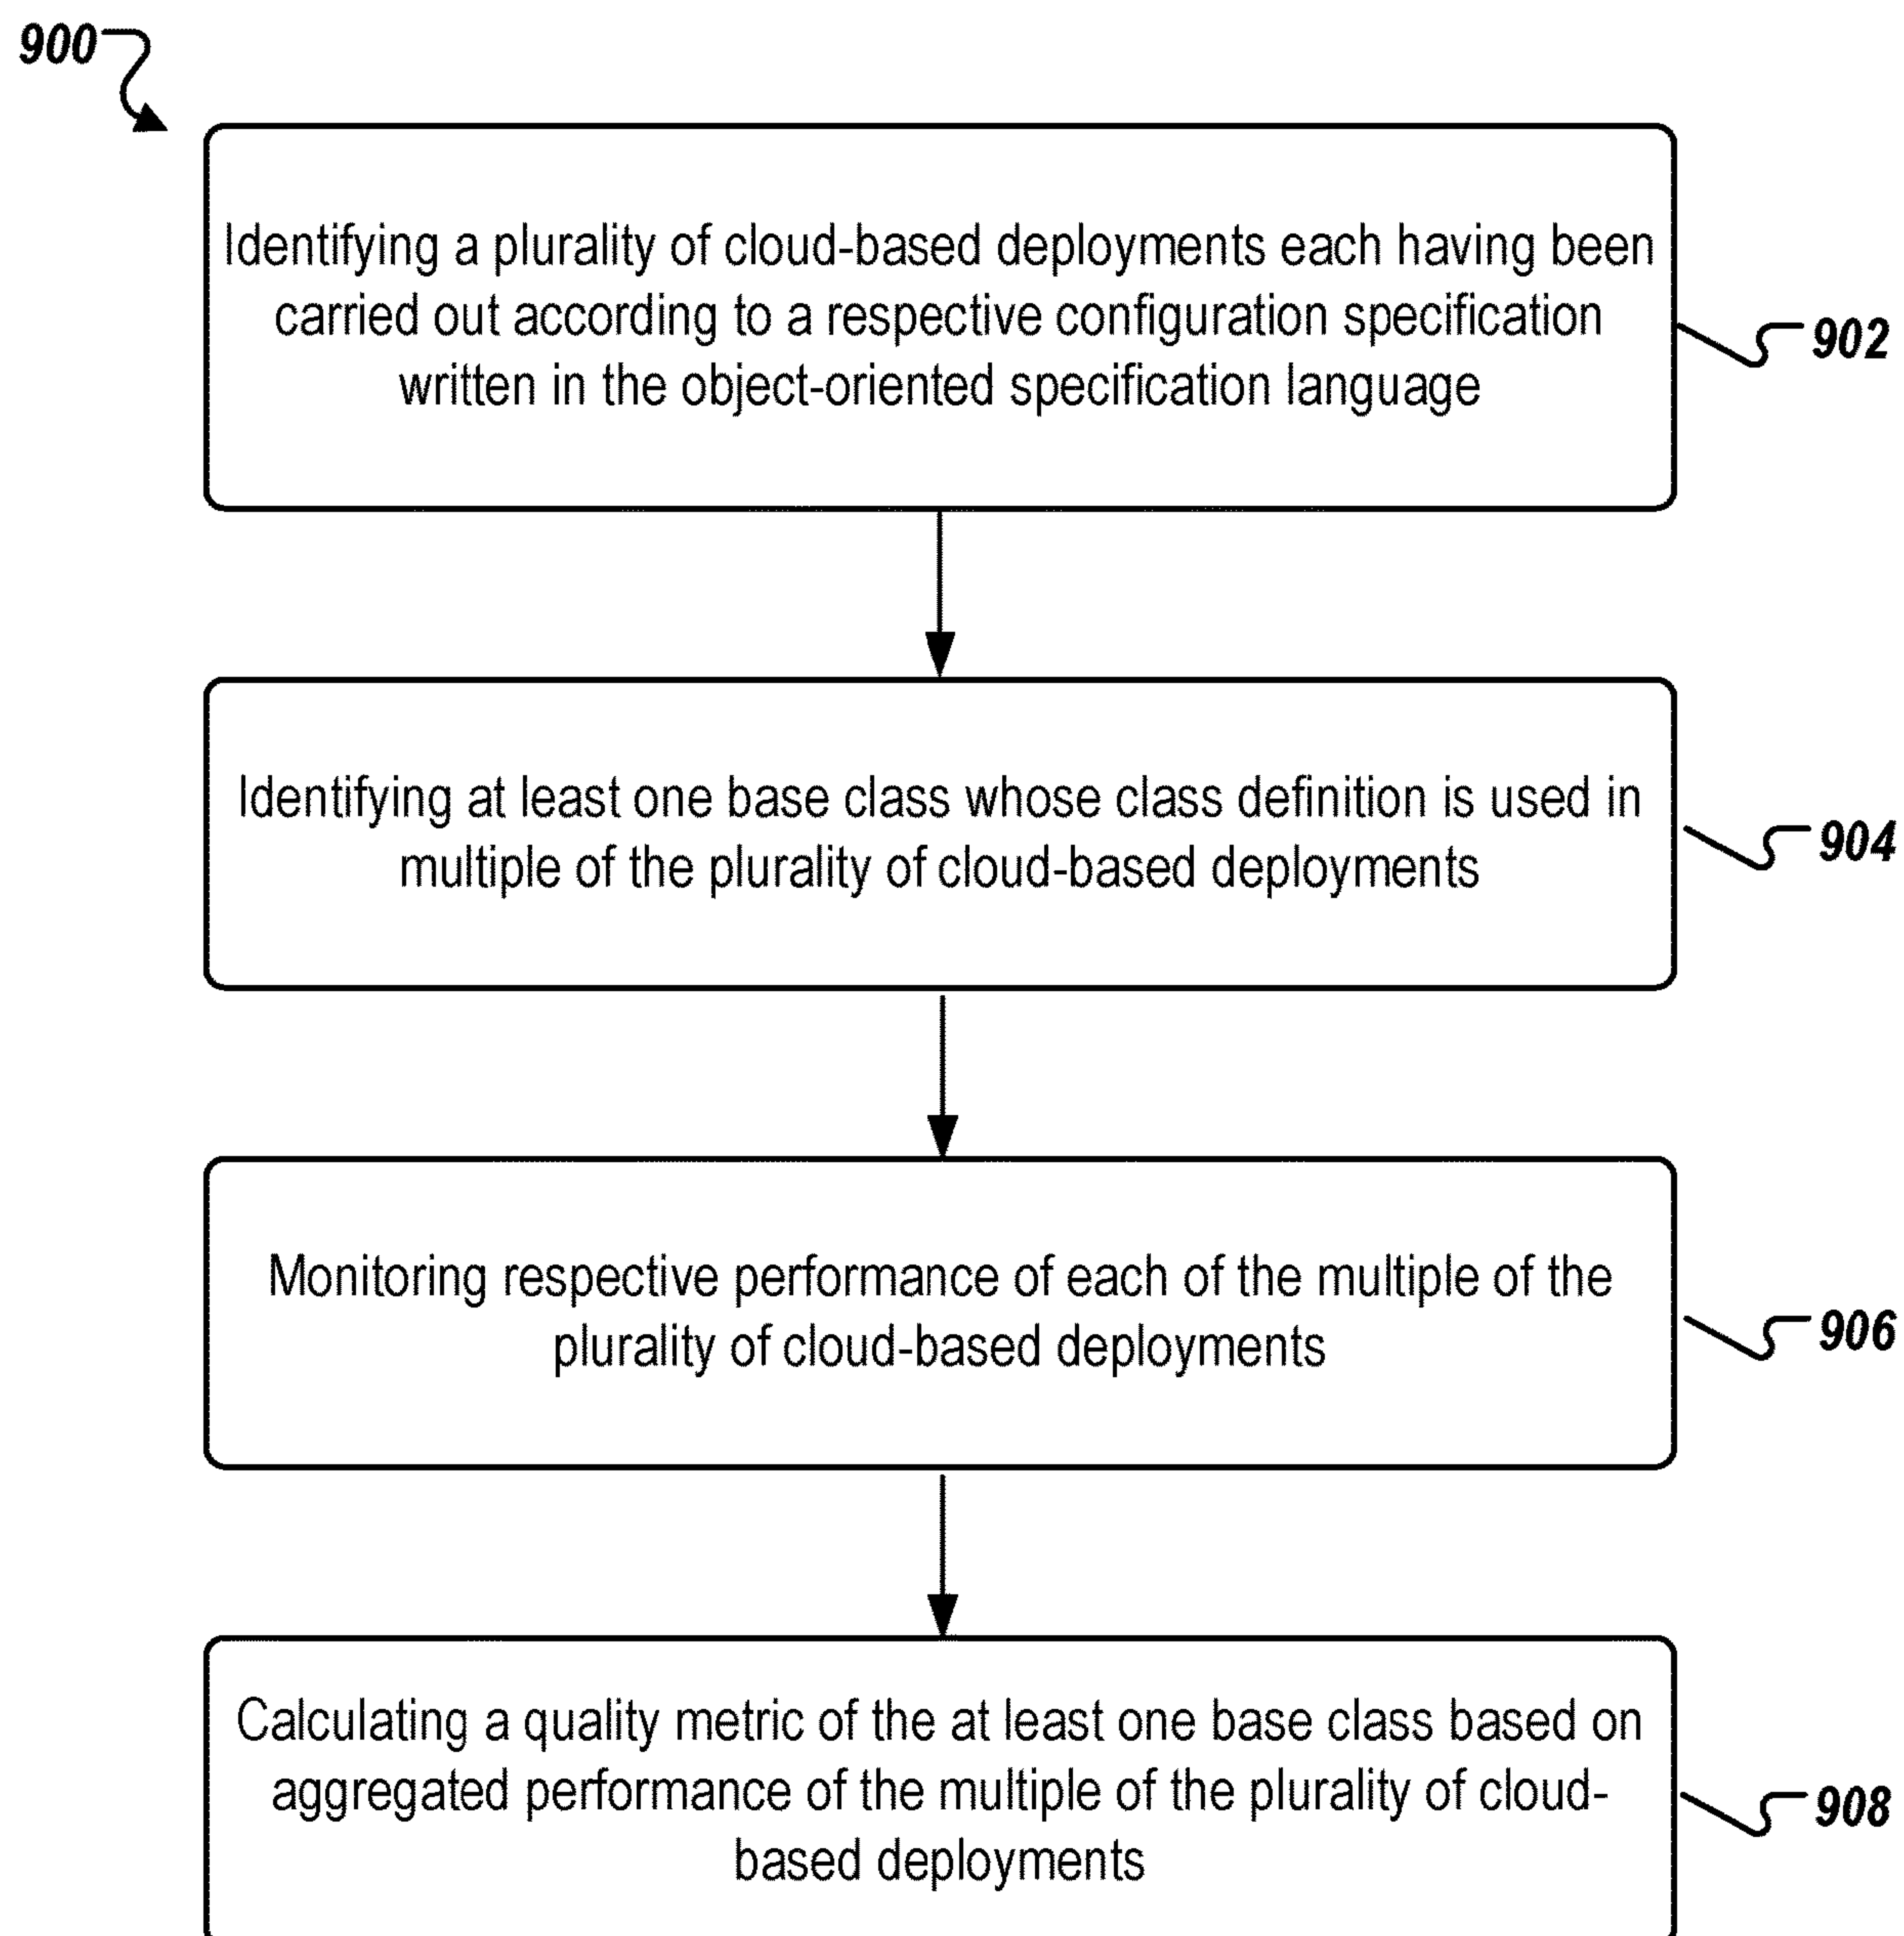 900
Identifying a plurality of cloud-based deployments each having been
carried out according to a respective configuration specification
written in the object-oriented specification language
902
Identifying at least one base class whose class definition is used in
multiple of the plurality of cloud-based deployments
904
Monitoring respective performance of each of the multiple of the
plurality of cloud-based deployments
906
Calculating a quality metric of the at least one base class based on
aggregated performance of the multiple of the plurality of cloud-
based deployments
908